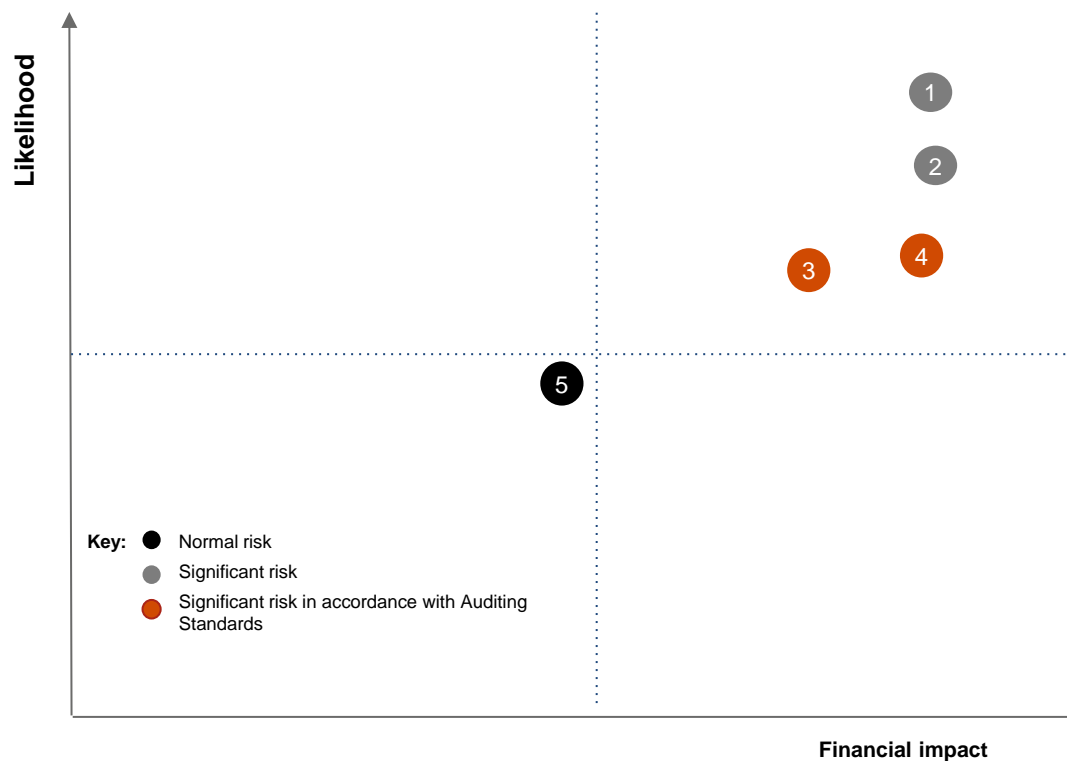 Likelihood
1
2
4
3
5
Key:
Normal risk
Significant risk
Significant risk in accordance with Auditing
Standards
Financial impact